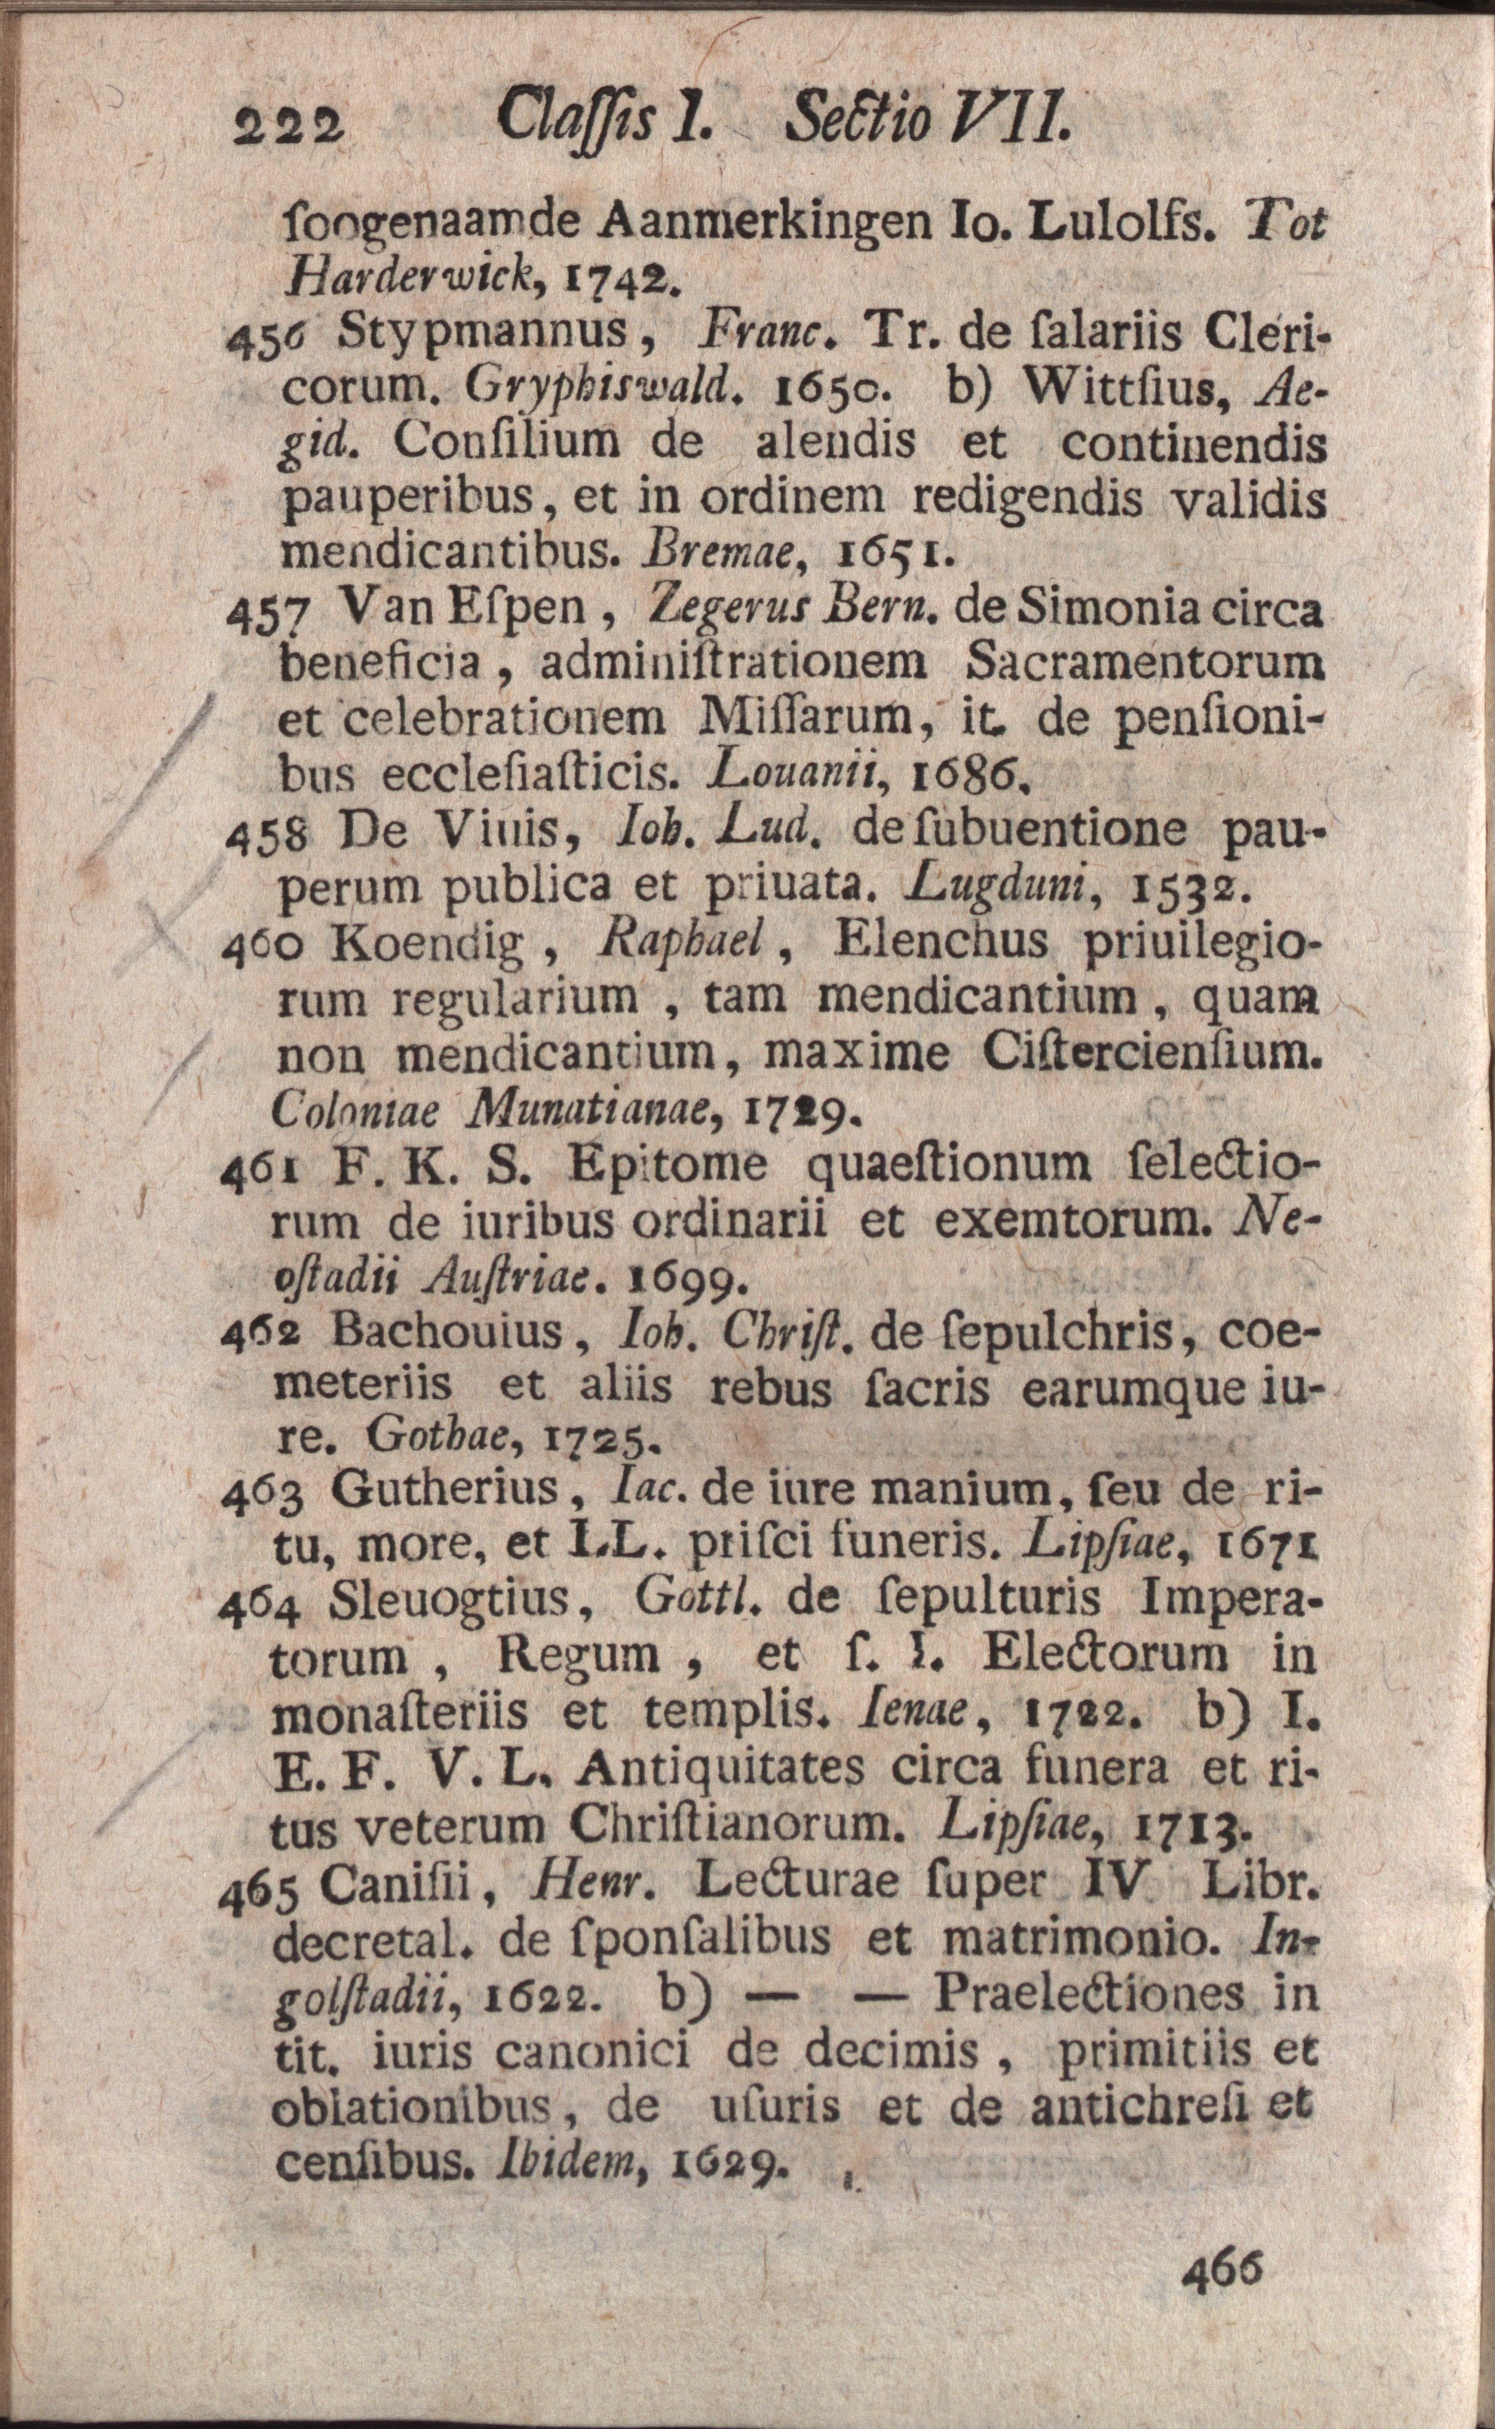 222 Claſſis I. Sectio VII.
ſoogenaamde Aanmerkingen Io. Lulolfs. Tot
Harderwick, 1742.
456 Stypmannus, Franc. Tr. de ſalariis Cleri-
corum. Gryphiswald. 1650. b) Wittſius, Ae-
gid. Conſilium de alendis et continendis
pauperibus, et in ordinem redigendis validis
mendicantibus. Bremae, 1651.
457 Van Eſpen, Zegerus Bern. de Simonia circa
beneficia, adminiſtrationem Sacramentorum
et celebrationem Miſſarum, it. de penſioni-
bus eccleſiaſticis. Louanii, 1686.
458 De Viuis, Ioh. Lud. de ſubuentione pau-
perum publica et priuata. Lugduni, 1532.
460 Koendig, Raphael, Elenchus priuilegio-
rum regularium, tam mendicantium, quam
non mendicantium, maxime Ciſtercienſium.
Coloniae Munatianae, 1729.
461 F. K. S. Epitome quaeſtionum ſelectio-
rum de iuribus ordinarii et exemtorum. Ne-
oſtadii Auſtriae. 1699.
462 Bachouius, Ioh. Chriſt. de ſepulchris, coe-
meteriis et aliis rebus ſacris earumque iu-
re. Gothae, 1725.
463 Gutherius, Iac. de iure manium, ſeu de ri-
tu, more, et LL. priſci funeris. Lipſiae, 1671
464 Sleuogtius, Gottl. de ſepulturis Impera-
torum, Regum, et ſ. I. Electorum in
monaſteriis et templis. Ienae, 1722. b) I.
E. F. V. L. Antiquitates circa funera et ri-
tus veterum Chriſtianorum. Lipſiae, 1713.
465 Caniſii, Henr. Lecturae ſuper IV Libr.
decretal. de ſponſalibus et matrimonio. In-
golſtadii, 1622. b) — — Praelectiones in
tit. iuris canonici de decimis, primitiis et
oblationibus, de uſuris et de antichreſi et
cenſibus. Ibidem, 1629.
466